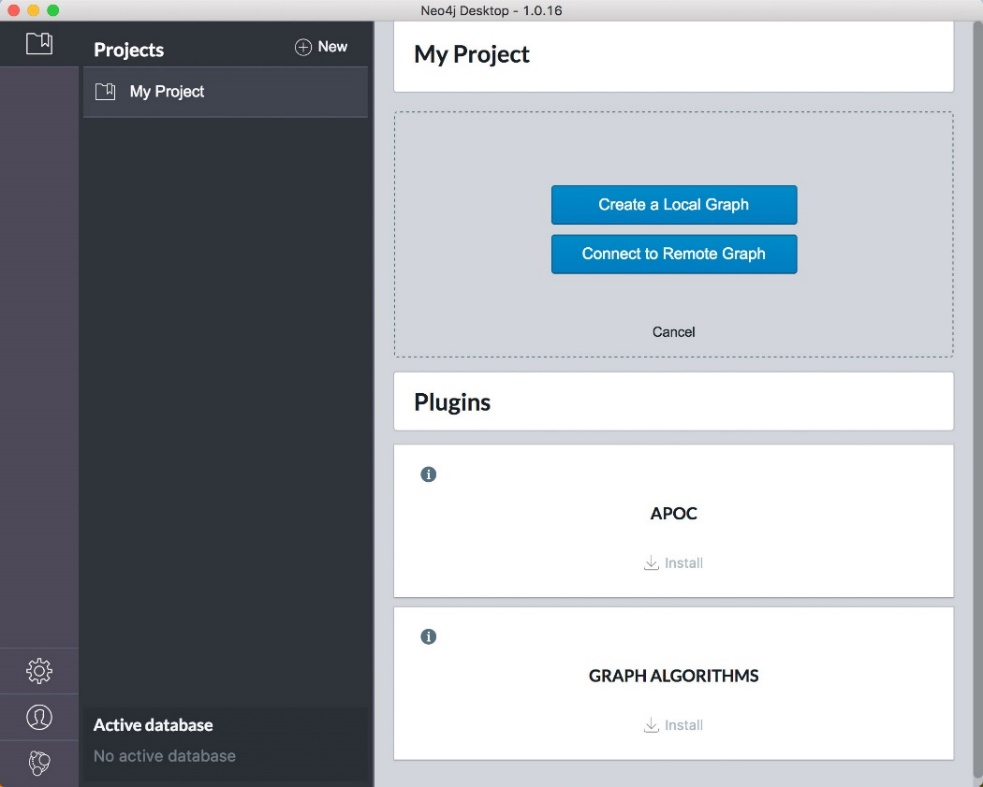 Neo4j Desktop - 1.0.16
Projects
New
My Project
Active database
No active database
My Project
Create a Local Graph
Connect to Remote Graph
Cancel
Plugins
APOC
Install
GRAPH ALGORITHMS
Install